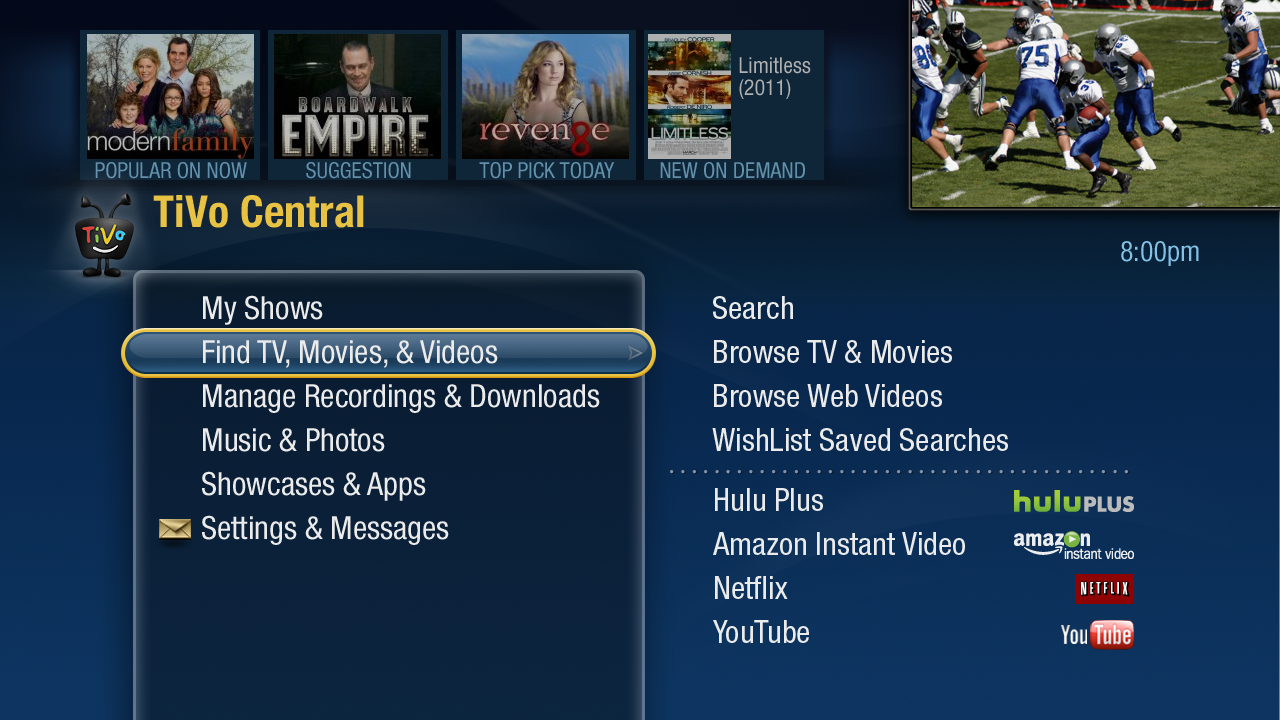 modernfamily
POPULAR ON NOW
BOARDWALK
EMPIRE
SUGGESTION
revenge
TOP PICK TODAY
BRADLEY COOPER
ABBIE CORNISH
ROBERT DE NIRO
LIMITLESS
Limitless
(2011)
NEW ON DEMAND
75
TiVo
TiVo Central
8:00pm
My Shows
Find TV, Movies, & Videos
Manage Recordings & Downloads
Music & Photos
Showcases & Apps
Settings & Messages
Search
Browse TV & Movies
Browse Web Videos
WishList Saved Searches
Hulu Plus
hulu PLUS
Amazon Instant Video
amazon
instant video
Netflix
NETFLIX
YouTube
YouTube